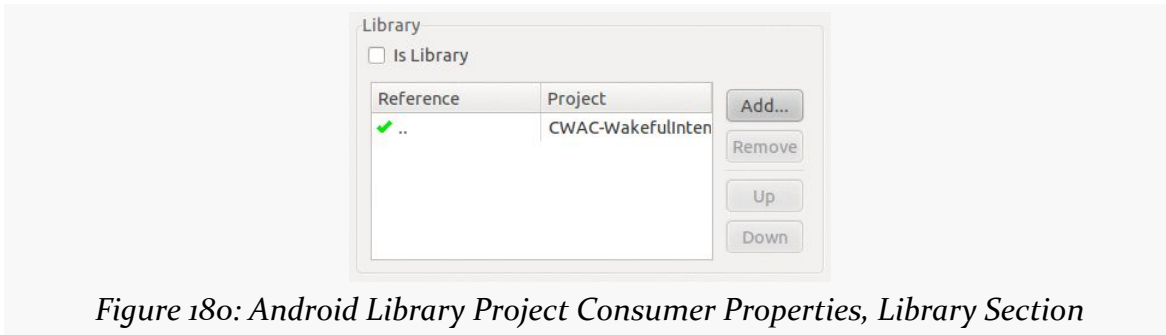 Library
Is Library
Reference Project
.. CWAC-WakefulInten
Add...
Remove
Up
Down
Figure 180: Android Library Project Consumer Properties, Library Section